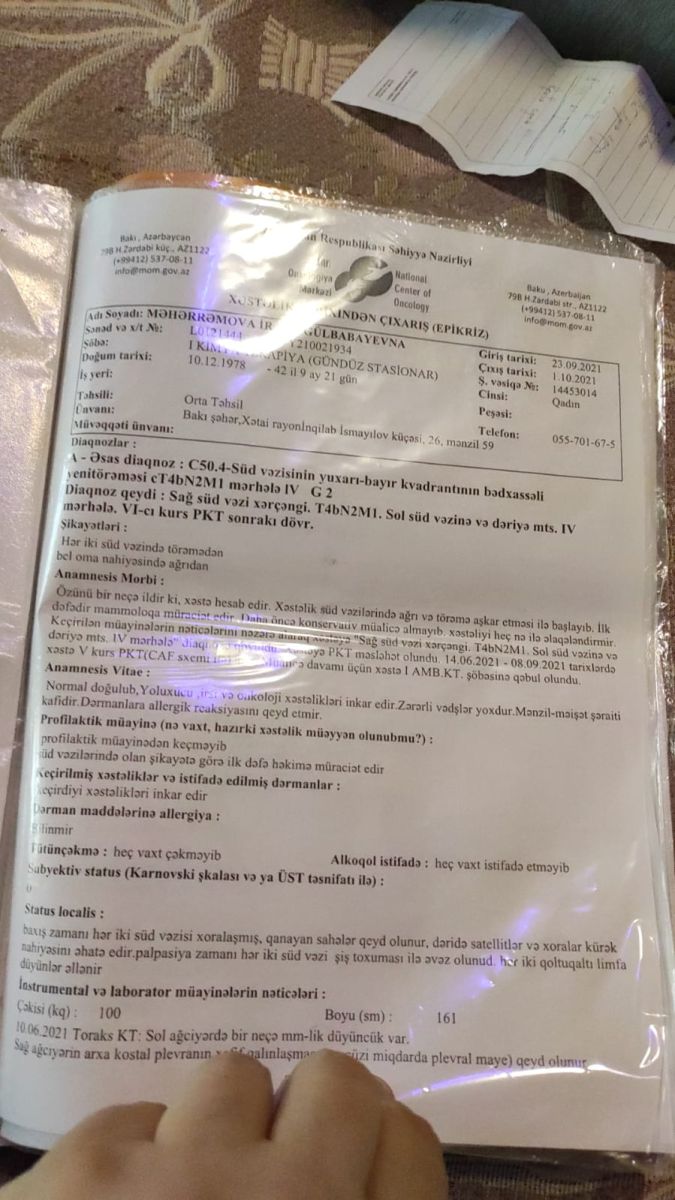 Bakı , Azərbaycan
79B H.Zərdabi küç., AZ1122
(+99412) 537-08-11
info@mom.gov.az
Respublikası Səhiyyə Nazirliyi
Mərkəzi
National
Center of
Oncology
Baku , Azerbaijan
79B H.Zardabi str., AZ1122
(+99412) 537-08-11
info@mom.gov.az
ÇIXARIŞ (EPİKRİZ)
Adı Soyadı: MƏHƏRRƏMOVA GÜLBABAYEVNA
Sənəd və x/t №: 1210021934
Şöbə: I (GÜNDÜZ STASİONAR)
Doğum tarixi: 10.12.1978 - 42 il 9 ay 21 gün
İş yeri:
Təhsili: Orta Təhsil
Ünvanı: Bakı şəhər,Xətai rayonİnqilab İsmayılov küçəsi, 26, mənzil 59
Müvəqqəti ünvanı:
Giriş tarixi: 23.09.2021
Çıxış tarixi: 1.10.2021
Ş. vəsiqə №: 14453014
Cinsi: Qadın
Peşəsi:
Telefon: 055-701-67-5
Diaqnozlar :
A - Əsas diaqnoz : C50.4-Süd vəzisinin yuxarı-bayır kvadrantının bədxassəli
yenitörəməsi cT4bN2M1 mərhələ IV G 2
Diaqnoz qeydi : Sağ süd vəzi xərçəngi. T4bN2M1. Sol süd vəzinə və dəriyə mts. IV
mərhələ. VI-cı kurs PKT sonrakı dövr.
Şikayətləri :
Hər iki süd vəzində törəmədən
bel oma nahiyəsində ağrıdan
Anamnesis Morbi :
Özünü bir neçə ildir ki, xəstə hesab edir. Xəstəlik süd vəzilərində ağrı və törəmə aşkar etməsi ilə başlayıb. İlk
dəfədir mammoloqa müraciət edir. Daha öncə konservativ müalicə almayıb. xəstəliyi heç nə ilə əlaqələndirmir.
Keçirilən müayinələrin nəticələrini nəzərə alaraq xəstəyə "Sağ süd vəzi xərçəngi. T4bN2M1. Sol süd vəzinə və
dəriyə mts. IV mərhələ" PKT məsləhət olundu. 14.06.2021 - 08.09.2021 tarixlərdə
xəstə V kurs PKT(CAF sxemi davamı üçün xəstə I AMB.KT. şöbəsinə qəbul olundu.
Anamnesis Vitae :
Normal doğulub,Yoluxucu və onkoloji xəstəlikləri inkar edir.Zərərli vədşlər yoxdur.Mənzil-məişət şəraiti
kafidir.Dərmanlara allergik reaksiyasını qeyd etmir.
Profilaktik müayinə (nə vaxt, hazırki xəstəlik müəyyən olunubmu?) :
profilaktik müayinədən keçməyib
süd vəzilərində olan şikayətə görə ilk dəfə həkimə müraciət edir
Keçirilmiş xəstəliklər və istifadə edilmiş dərmanlar :
keçirdiyi xəstəlikləri inkar edir
Dərman maddələrinə allergiya :
Bilinmir
Tütünçəkmə : heç vaxt çəkməyib Alkoqol istifadə : heç vaxt istifadə etməyib
Subyektiv status (Karnovski şkalası və ya ÜST təsnifatı ilə) :
0
Status localis :
baxış zamanı hər iki süd vəzisi xoralaşmış, qanayan sahələr qeyd olunur, dəridə satellitlər və xoralar kürək
nahiyəsini əhatə edir.palpasiya zamanı hər iki süd vəzi şiş toxuması ilə əvəz olunud. hər iki qoltuqaltı limfa
düyünlər əllənir
İnstrumental və laborator müayinələrin nəticələri :
Çəkisi (kq) : 100 Boyu (sm) : 161
10.06.2021 Toraks KT: Sol ağciyərdə bir neçə mm-lik düyüncük var.
Sağ ağciyərin arxa kostal plevranın miqdarda plevral maye) qeyd olunur